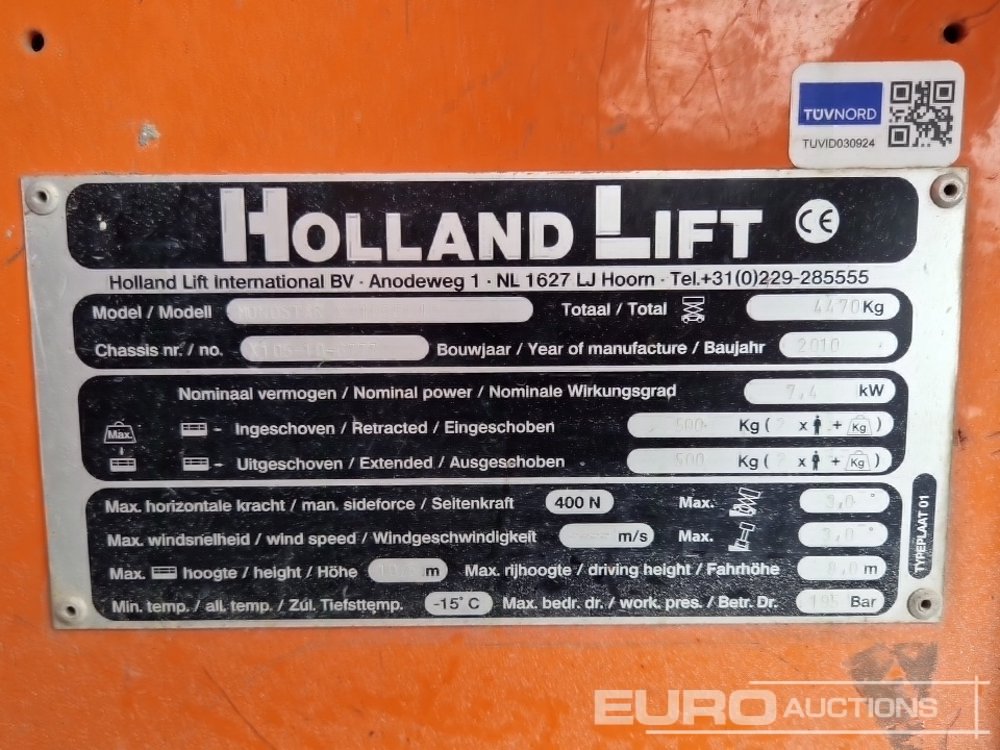 TÜVNORD
TUVID030924
HOLLAND LIFT CE
Holland Lift International BV · Anodeweg 1 · NL 1627 LJ Hoorn · Tel.+31(0)229-285555
Model / Modell Totaal / Total 4470 Kg
Chassis nr. / no. Bouwjaar / Year of manufacture / Baujahr 2010
Nominaal vermogen / Nominal power / Nominale Wirkungsgrad 7,4 kW
Max. - Ingeschoven / Retracted / Eingeschoben 500 Kg ( 2 x + Kg )
- Uitgeschoven / Extended / Ausgeschoben 500 Kg ( 2 x + Kg )
Max. horizontale kracht / man. sideforce / Seitenkraft 400 N Max. 3,0 °
Max. windsnelheid / wind speed / Windgeschwindigkeit m/s Max. 3,0 °
Max. hoogte / height / Höhe m Max. rijhoogte / driving height / Fahrhöhe 8,0 m
Min. temp. / all. temp. / Zul. Tiefsttemp. -15° C Max. bedr. dr. / work. pres. / Betr. Dr. 195 Bar
TYPEPLAAT 01
EURO AUCTIONS